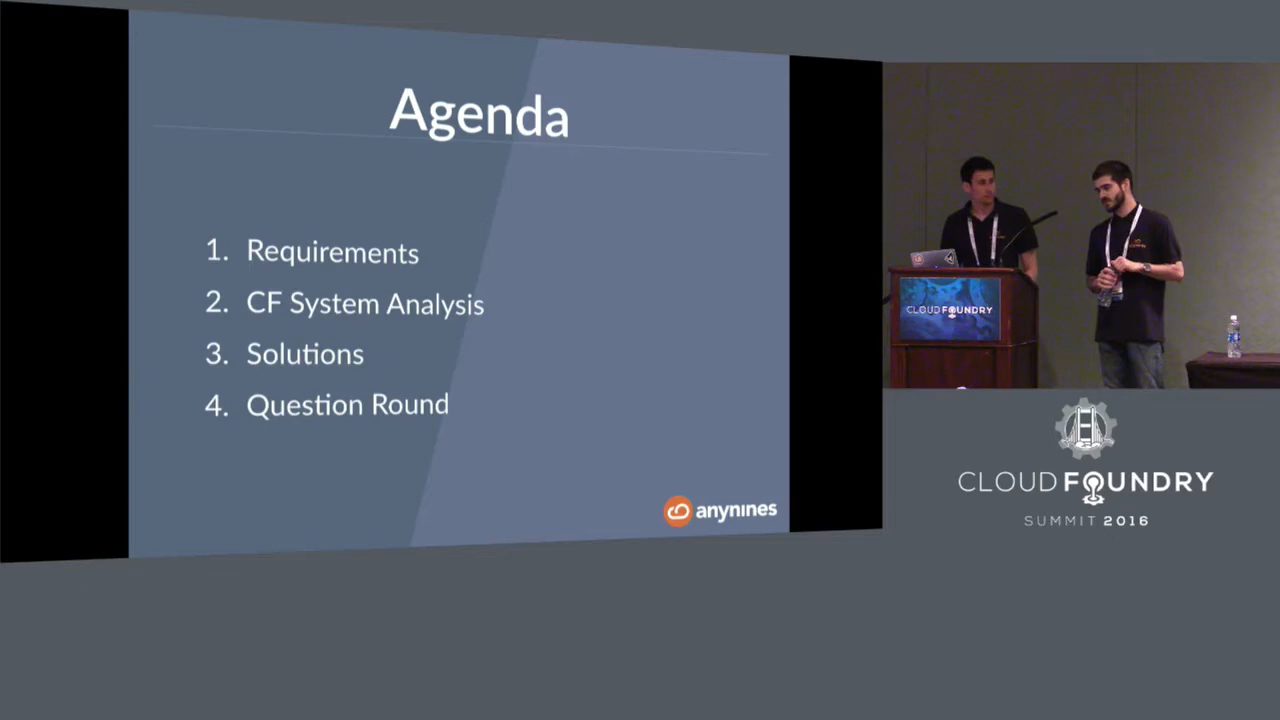 Agenda
1. Requirements
2. CF System Analysis
3. Solutions
4. Question Round
anynines
CLOUD FOUNDRY
CLOUD FOUNDRY
SUMMIT 2016